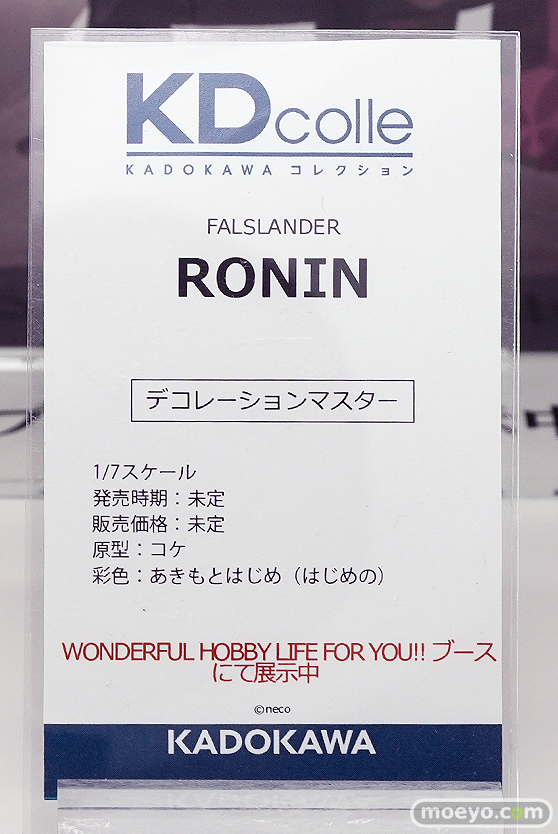 KDcolle
KADOKAWA コレクション
FALSLANDER
RONIN
デコレーションマスター
1/7スケール
発売時期：未定
販売価格：未定
原型：コケ
彩色：あきもとはじめ（はじめの）
WONDERFUL HOBBY LIFE FOR YOU!! ブース
にて展示中
©neco
KADOKAWA
moeyo.com